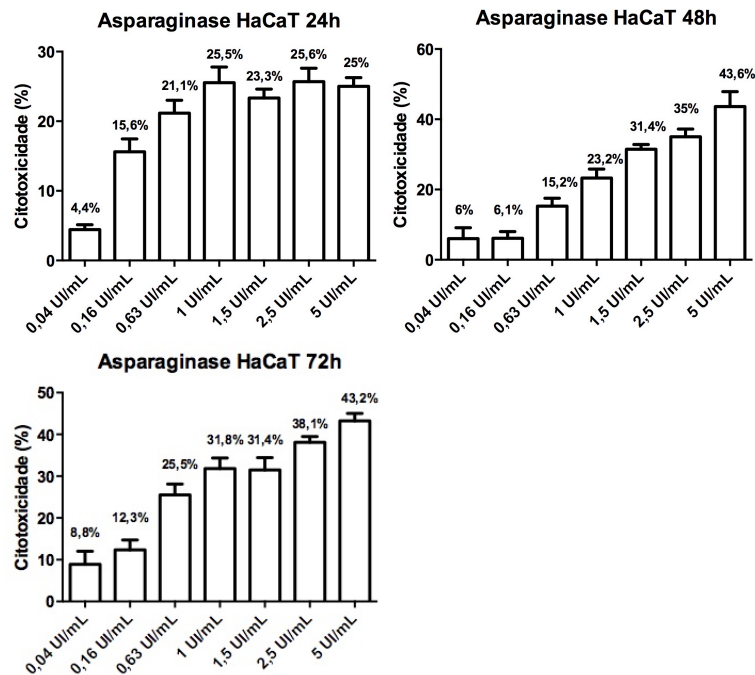 Asparaginase HaCaT 24h
Citotoxicidade (%)
30
20
10
0
4,4%
15,6%
21,1%
25,5%
23,3%
25,6%
25%
0,04 UI/mL
0,16 UI/mL
0,63 UI/mL
1 UI/mL
1,5 UI/mL
2,5 UI/mL
5 UI/mL
Asparaginase HaCaT 48h
Citotoxicidade (%)
60
40
20
0
6%
6,1%
15,2%
23,2%
31,4%
35%
43,6%
0,04 UI/mL
0,16 UI/mL
0,63 UI/mL
1 UI/mL
1,5 UI/mL
2,5 UI/mL
5 UI/mL
Asparaginase HaCaT 72h
Citotoxicidade (%)
50
40
30
20
10
0
8,8%
12,3%
25,5%
31,8%
31,4%
38,1%
43,2%
0,04 UI/mL
0,16 UI/mL
0,63 UI/mL
1 UI/mL
1,5 UI/mL
2,5 UI/mL
5 UI/mL